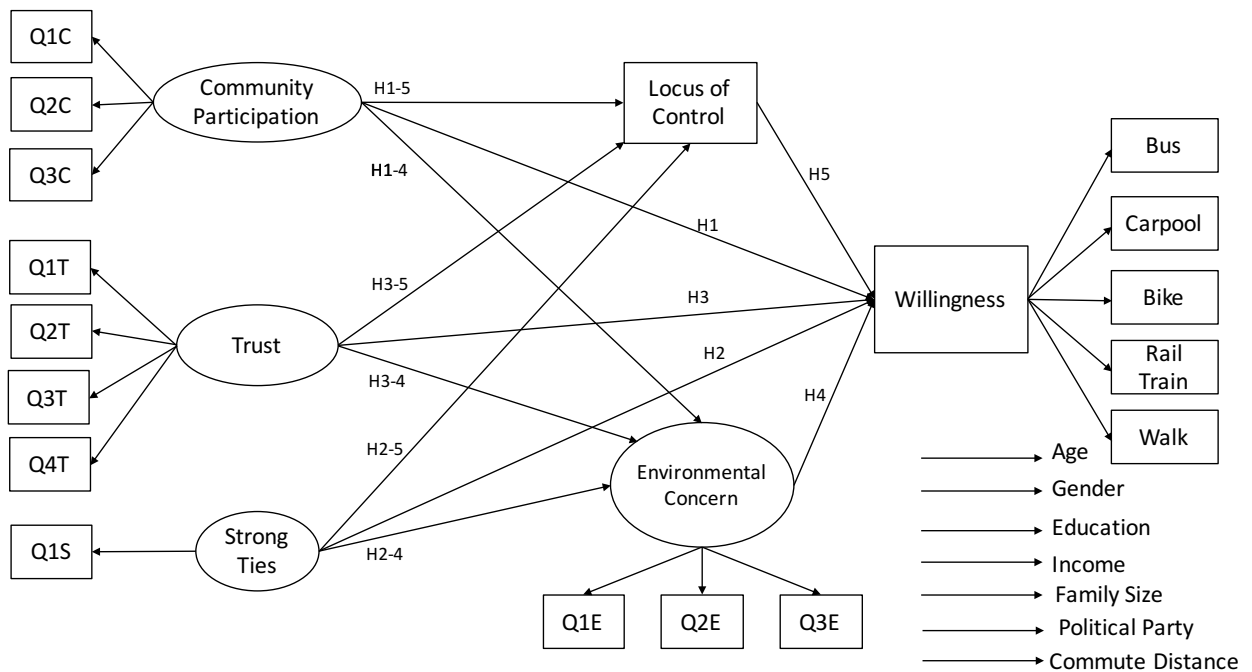 Q1C
Q2C
Q3C
Community
Participation
H1-5
H1-4
Locus of
Control
H5
H1
Q1T
Q2T
Q3T
Q4T
Trust
H3-5
H3
H3-4
H2
H2-5
H4
Willingness
Bus
Carpool
Bike
Rail
Train
Walk
Q1S
Strong
Ties
H2-4
Environmental
Concern
Q1E
Q2E
Q3E
Age
Gender
Education
Income
Family Size
Political Party
Commute Distance